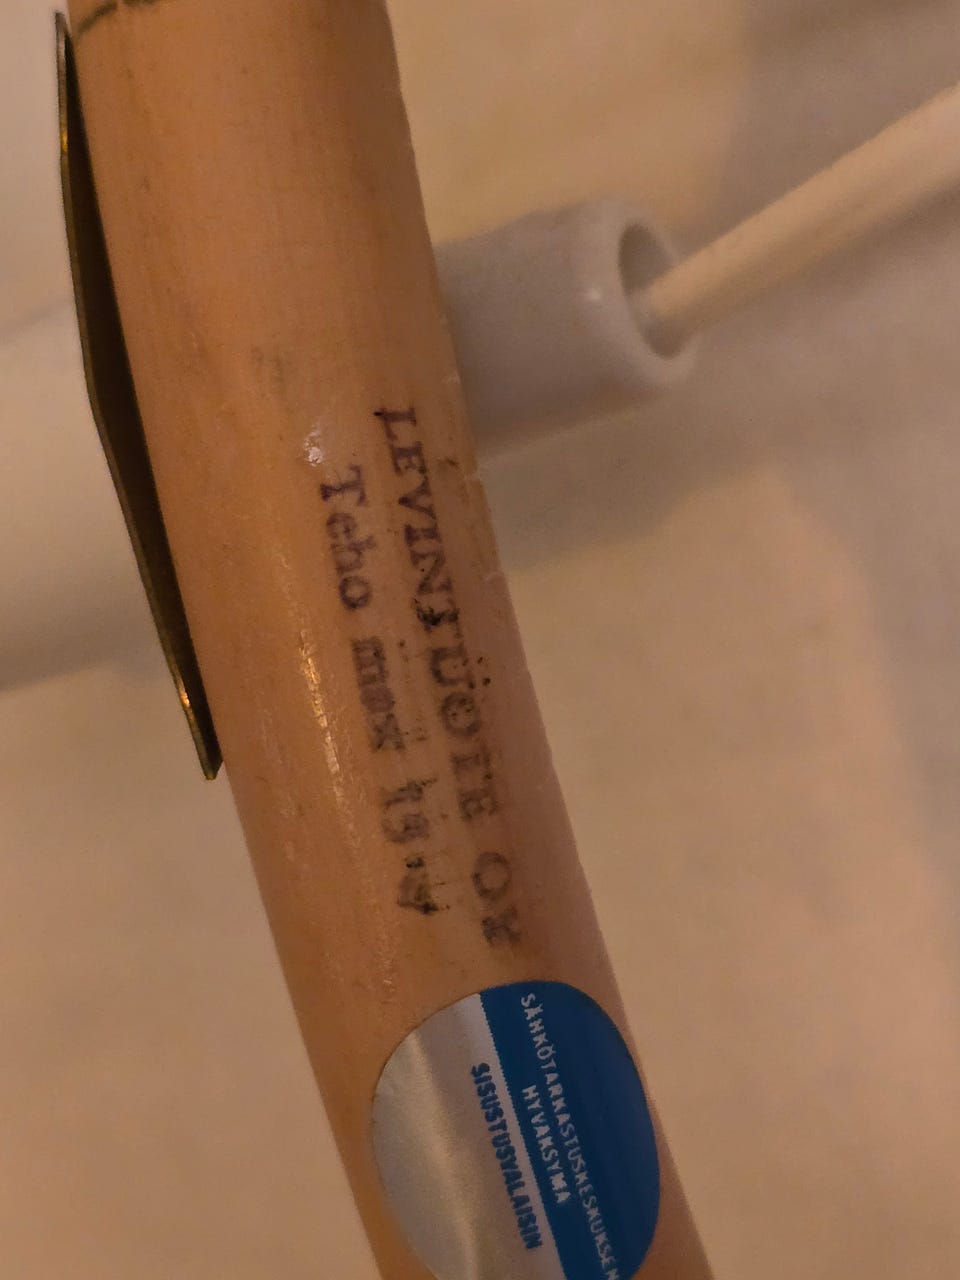 LEVINTUOTE OY
Teho max 15 W
SÄHKÖTARKASTUSKESKUKSEN
HYVÄKSYMÄ
SISUSTUSVALAISIN